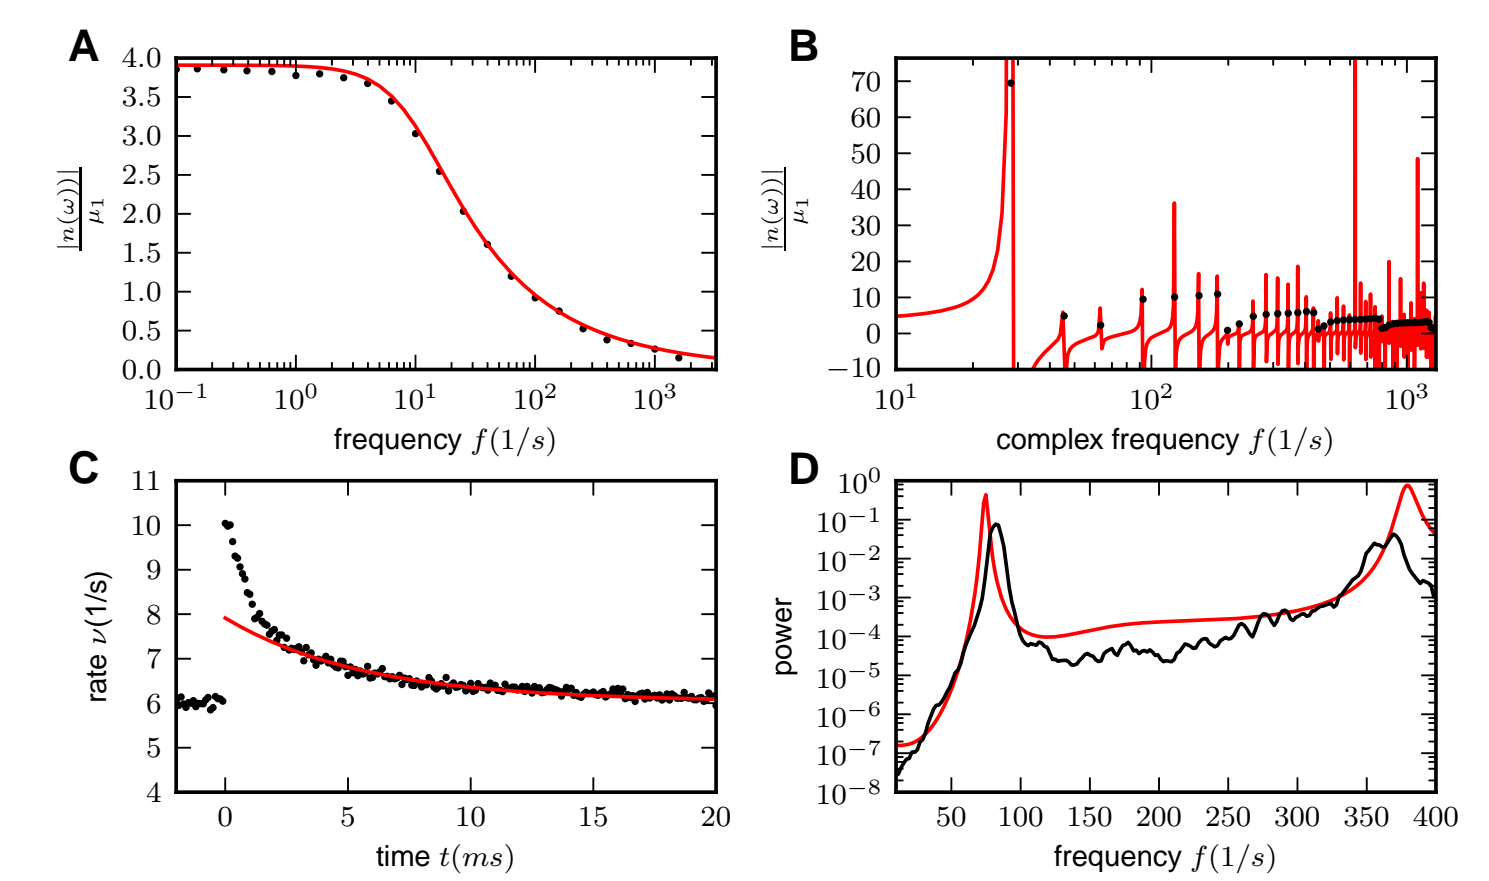 A
4.0
3.5
3.0
2.5
2.0
1.5
1.0
0.5
0.0
|n(ω))|
μ₁
10⁻¹ 10⁰ 10¹ 10² 10³
frequency f(1/s)
B
70
60
50
40
30
20
10
0
−10
|n(ω))|
μ₁
10¹ 10² 10³
complex frequency f(1/s)
C
11
10
9
8
7
6
5
4
rate ν(1/s)
0 5 10 15 20
time t(ms)
D
10⁰
10⁻¹
10⁻²
10⁻³
10⁻⁴
10⁻⁵
10⁻⁶
10⁻⁷
10⁻⁸
power
50 100 150 200 250 300 350 400
frequency f(1/s)